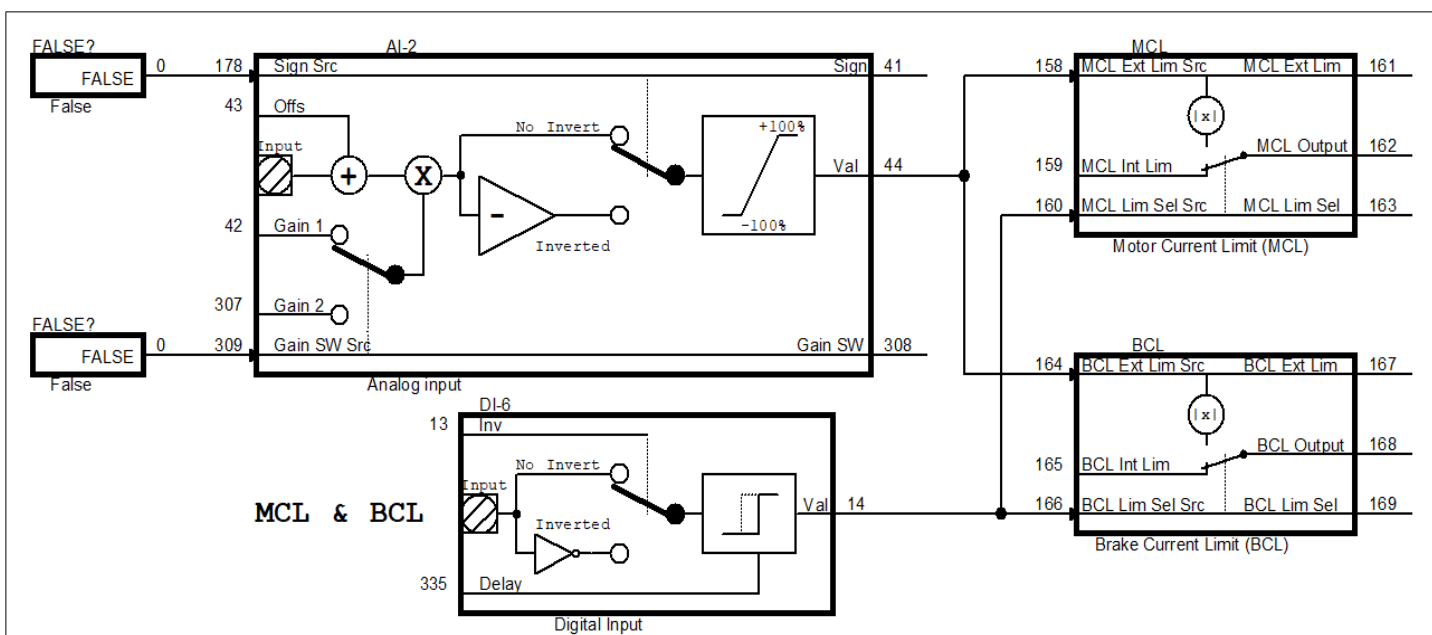 FALSE?
FALSE
0
False
AI-2
178
Sign Src
Sign
41
43
Offs
Input
+
X
No Invert
-
Inverted
+100%
-100%
Val
44
42
Gain 1
307
Gain 2
FALSE?
FALSE
0
False
309
Gain SW Src
Gain SW
308
Analog input
MCL
158
MCL Ext Lim Src
MCL Ext Lim
161
|x|
MCL Output
162
159
MCL Int Lim
160
MCL Lim Sel Src
MCL Lim Sel
163
Motor Current Limit (MCL)
BCL
164
BCL Ext Lim Src
BCL Ext Lim
167
|x|
BCL Output
168
165
BCL Int Lim
166
BCL Lim Sel Src
BCL Lim Sel
169
Brake Current Limit (BCL)
DI-6
13
Inv
No Invert
Input
MCL & BCL
Inverted
Val
14
335
Delay
Digital Input